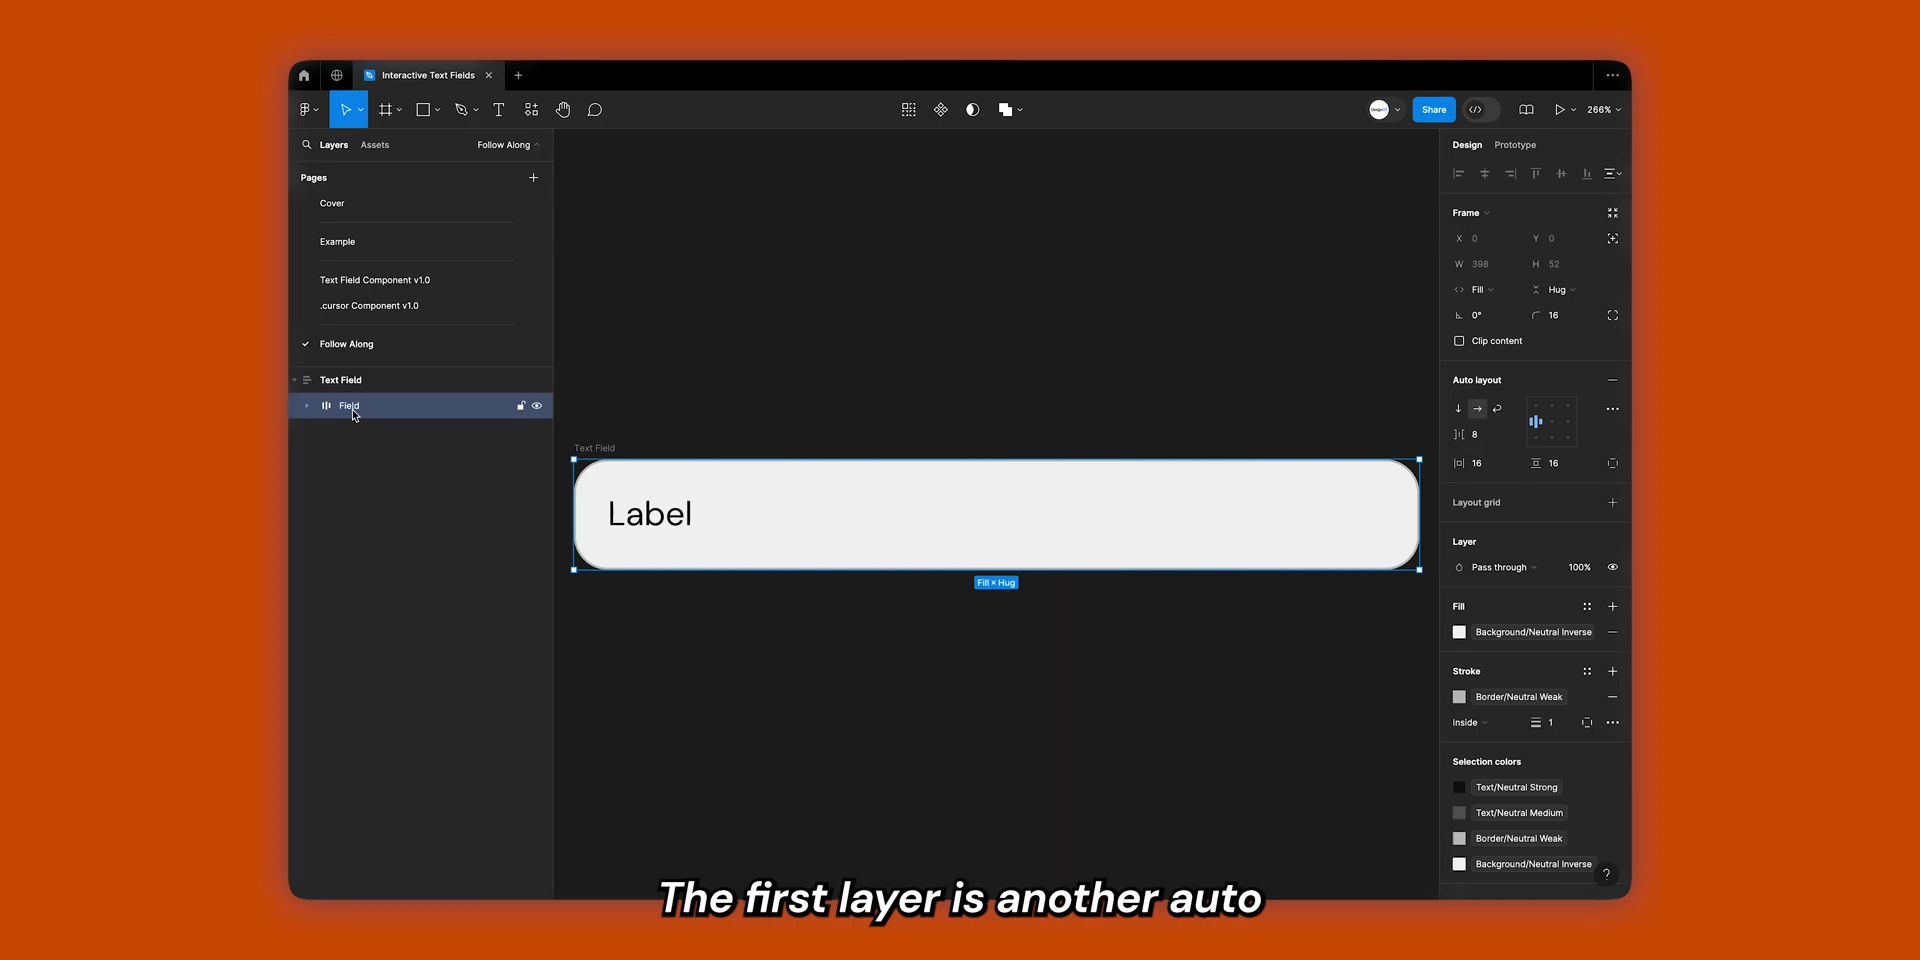 Interactive Text Fields
Share
266%
Layers
Assets
Follow Along
Design
Prototype
Pages
Cover
Example
Text Field Component v1.0
.cursor Component v1.0
Follow Along
Text Field
Field
Frame
X 0
Y 0
W 398
H 52
Fill
Hug
0°
16
Clip content
Auto layout
8
16
16
Text Field
Label
Fill × Hug
Layout grid
Layer
Pass through
100%
Fill
Background/Neutral Inverse
Stroke
Border/Neutral Weak
Inside
1
Selection colors
Text/Neutral Strong
Text/Neutral Medium
Border/Neutral Weak
Background/Neutral Inverse
?
The first layer is another auto